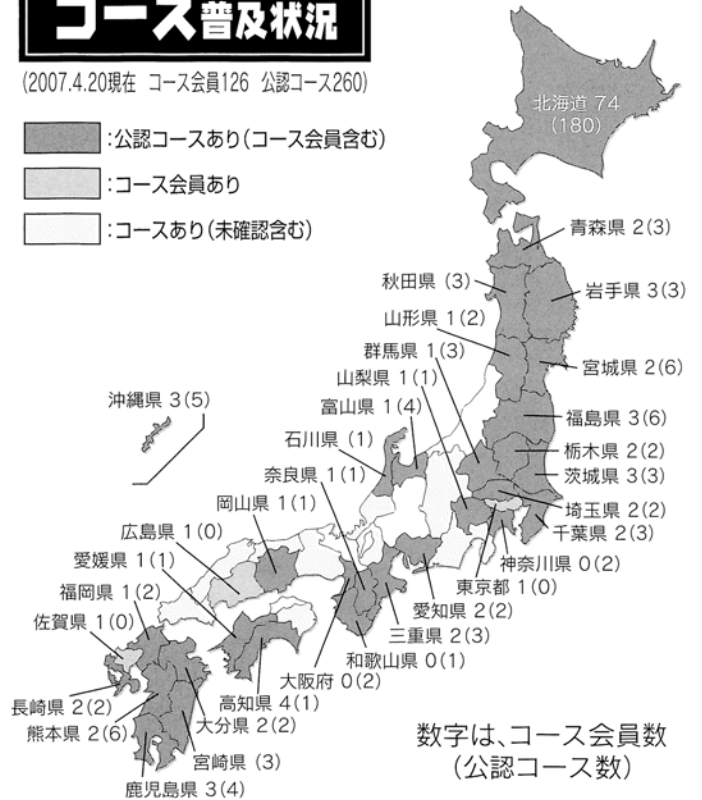 コース普及状況
(2007.4.20現在 コース会員126 公認コース260)
:公認コースあり(コース会員含む)
:コース会員あり
:コースあり(未確認含む)
北海道 74
(180)
青森県 2(3)
秋田県 (3)
岩手県 3(3)
山形県 1(2)
群馬県 1(3)
宮城県 2(6)
山梨県 1(1)
沖縄県 3(5)
富山県 1(4)
福島県 3(6)
石川県 (1)
栃木県 2(2)
奈良県 1(1)
茨城県 3(3)
岡山県 1(1)
埼玉県 2(2)
広島県 1(0)
千葉県 2(3)
愛媛県 1(1)
神奈川県 0(2)
福岡県 1(2)
東京都 1(0)
佐賀県 1(0)
愛知県 2(2)
三重県 2(3)
和歌山県 0(1)
大阪府 0(2)
長崎県 2(2)
高知県 4(1)
熊本県 2(6)
大分県 2(2)
宮崎県 (3)
鹿児島県 3(4)
数字は、コース会員数
(公認コース数)